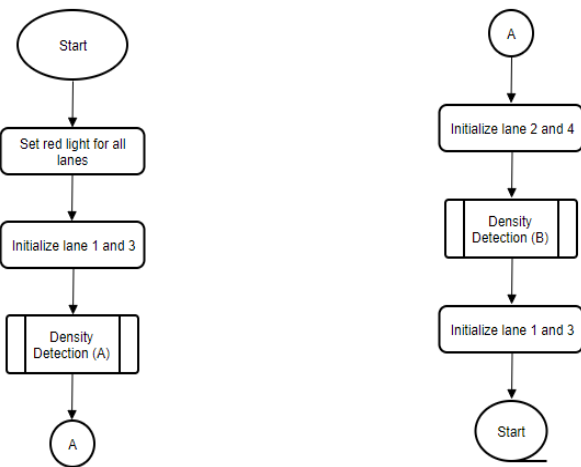 Start
Set red light for all
lanes
Initialize lane 1 and 3
Density
Detection (A)
A
A
Initialize lane 2 and 4
Density
Detection (B)
Initialize lane 1 and 3
Start